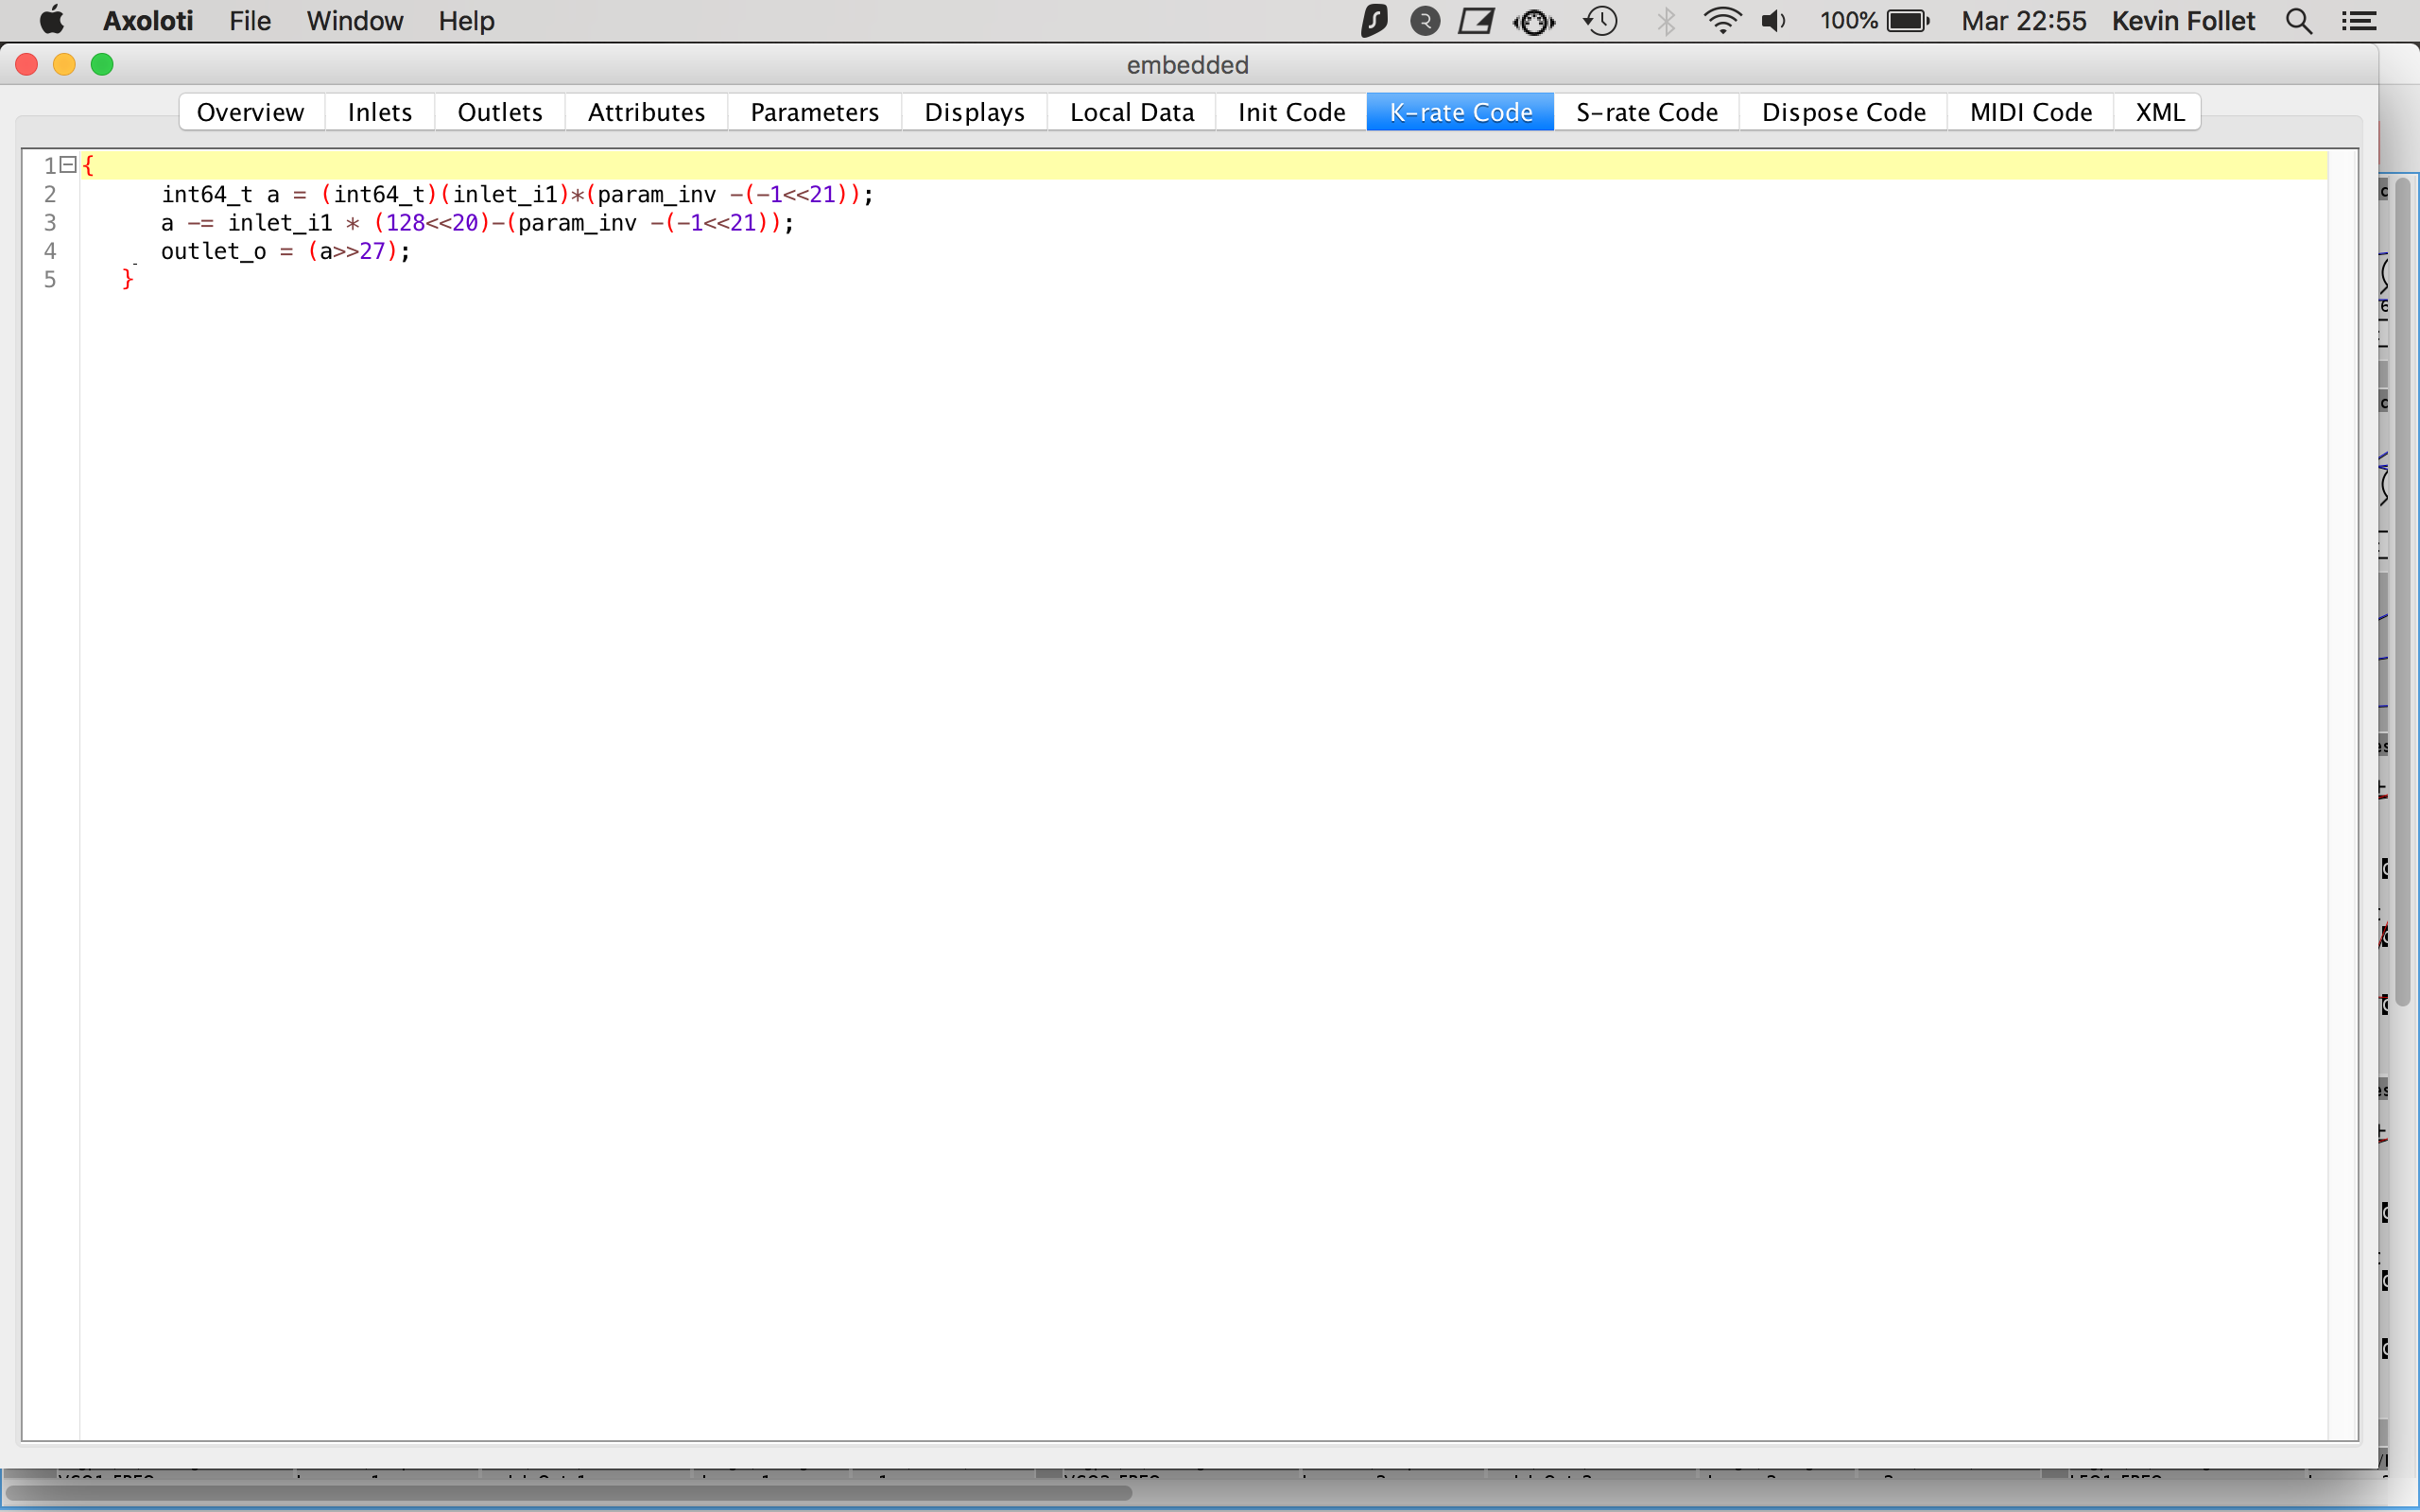 Axoloti File Window Help 100% Mar 22:55 Kevin Follet
embedded
Overview Inlets Outlets Attributes Parameters Displays Local Data Init Code K-rate Code S-rate Code Dispose Code MIDI Code XML
1 {
2 int64_t a = (int64_t)(inlet_i1)*(param_inv -(-1<<21));
3 a -= inlet_i1 * (128<<20)-(param_inv -(-1<<21));
4 outlet_o = (a>>27);
5 }